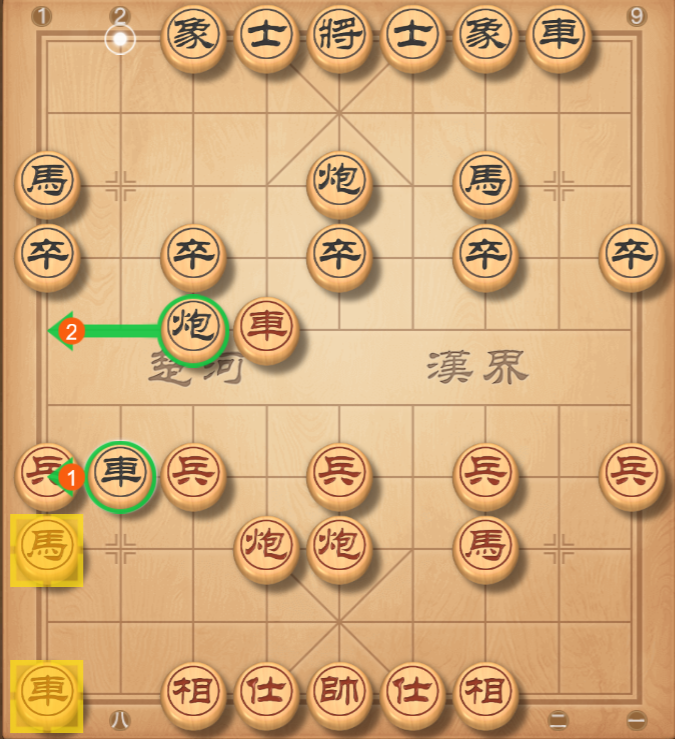 1 2 9
象 士 將 士 象 車
馬 炮 馬
卒 卒 卒 卒 卒
2 炮 車
楚河 漢界
兵 1 車 兵 兵 兵 兵
馬 炮 炮 馬
車 相 仕 帥 仕 相
八 二 一